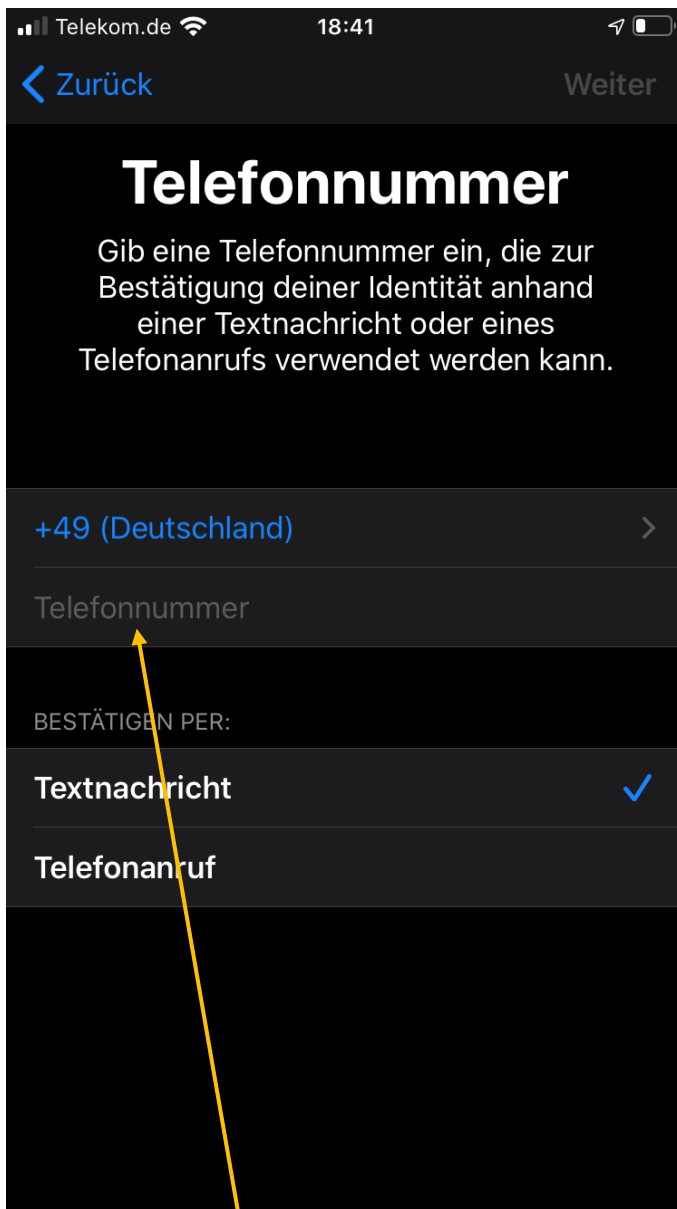 Telekom.de 18:41
Zurück Weiter
Telefonnummer
Gib eine Telefonnummer ein, die zur
Bestätigung deiner Identität anhand
einer Textnachricht oder eines
Telefonanrufs verwendet werden kann.
+49 (Deutschland)
Telefonnummer
BESTÄTIGEN PER:
Textnachricht
Telefonanruf